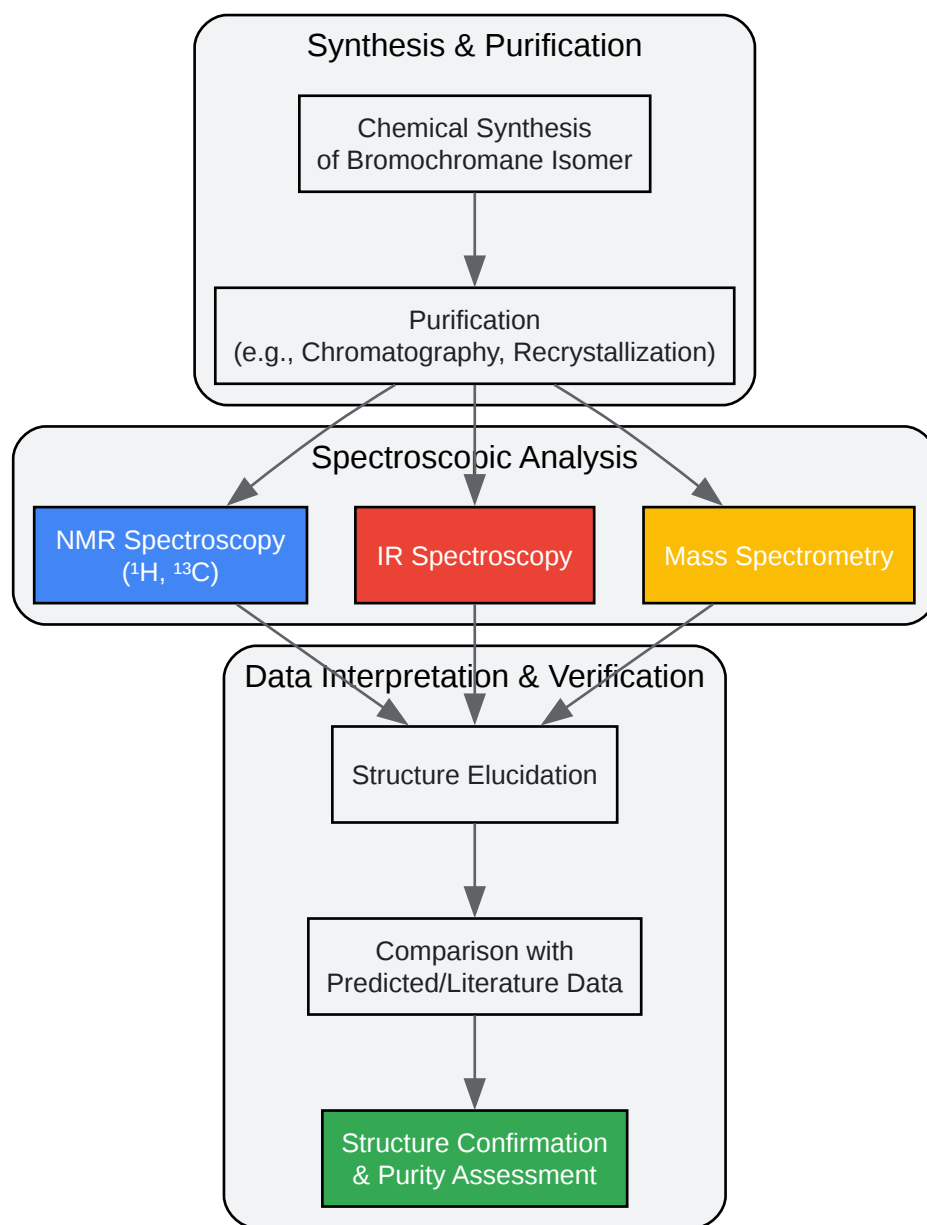 Synthesis & Purification
Chemical Synthesis
of Bromochromane Isomer
Purification
(e.g., Chromatography, Recrystallization)
Spectroscopic Analysis
NMR Spectroscopy
(¹H, ¹³C)
IR Spectroscopy
Mass Spectrometry
Data Interpretation & Verification
Structure Elucidation
Comparison with
Predicted/Literature Data
Structure Confirmation
& Purity Assessment